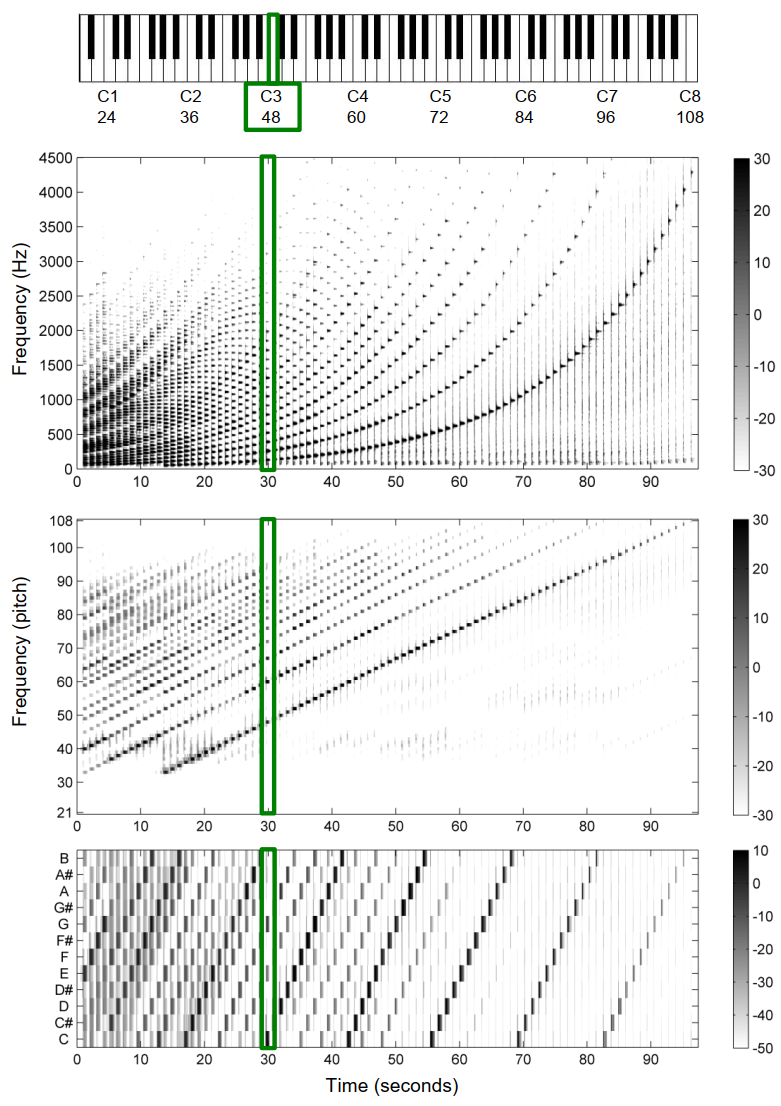 C1 C2 C3 C4 C5 C6 C7 C8
24 36 48 60 72 84 96 108
4500
4000
3500
3000
2500
2000
1500
1000
500
0
Frequency (Hz)
0 10 20 30 40 50 60 70 80 90
30
20
10
0
-10
-20
-30
108
100
90
80
70
60
50
40
30
21
Frequency (pitch)
0 10 20 30 40 50 60 70 80 90
30
20
10
0
-10
-20
-30
B
A#
A
G#
G
F#
F
E
D#
D
C#
C
0 10 20 30 40 50 60 70 80 90
10
0
-10
-20
-30
-40
-50
Time (seconds)